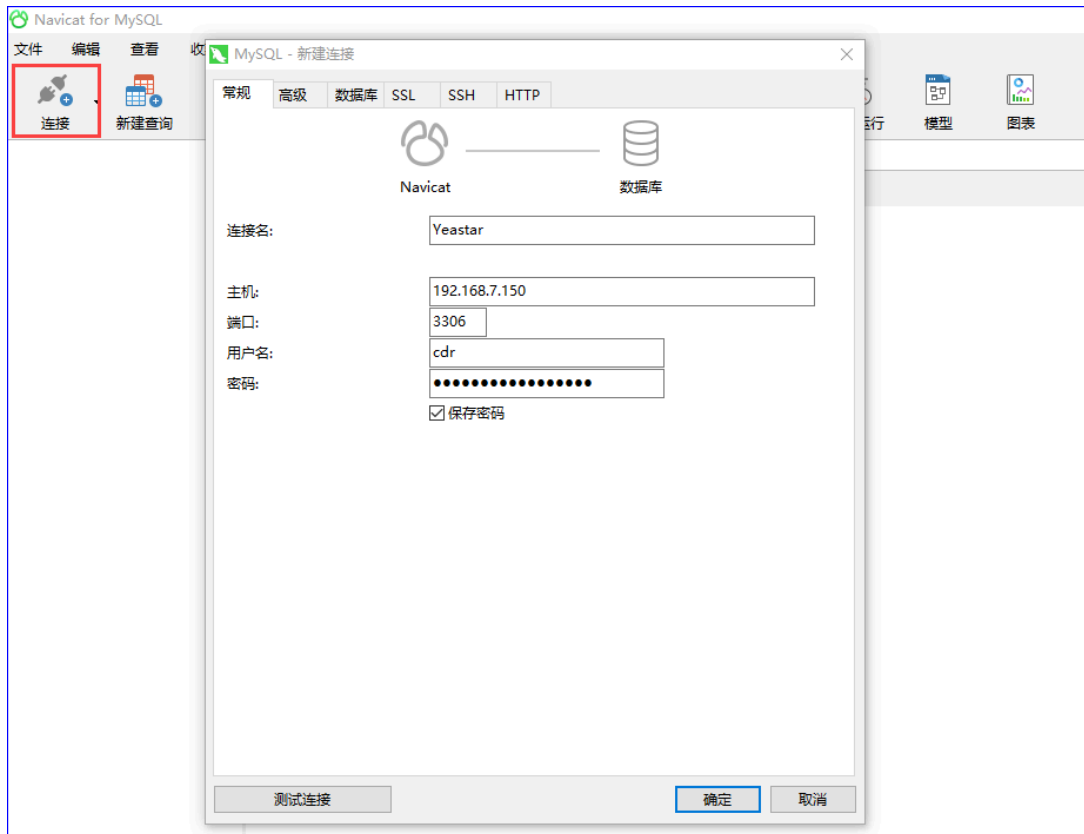 Navicat for MySQL
文件 编辑 查看 收
MySQL - 新建连接
连接 新建查询
运行 模型 图表
常规 高级 数据库 SSL SSH HTTP
Navicat 数据库
连接名: Yeastar
主机: 192.168.7.150
端口: 3306
用户名: cdr
密码: ●●●●●●●●●●●●●●●●●
保存密码
测试连接 确定 取消